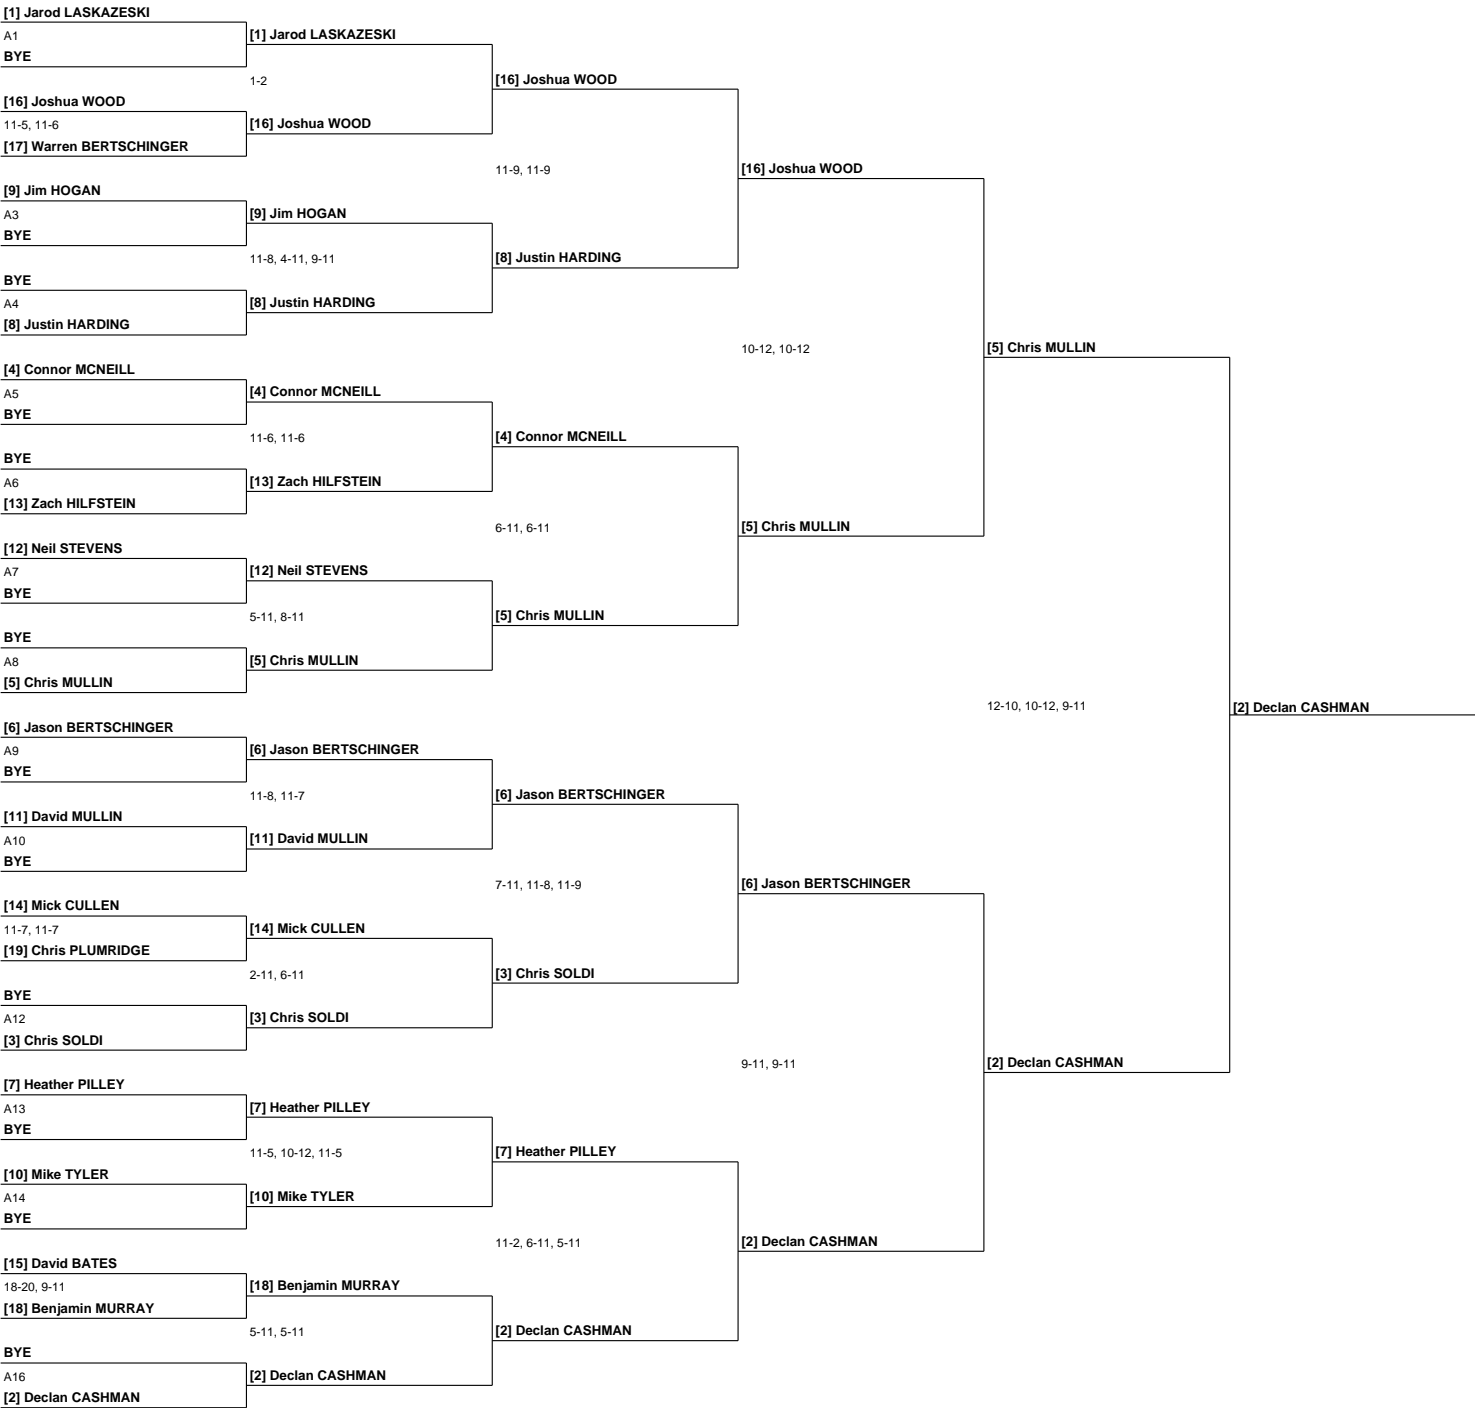 [1] Jarod LASKAZESKI
A1
BYE
[16] Joshua WOOD
11-5, 11-6
[17] Warren BERTSCHINGER
[9] Jim HOGAN
A3
BYE
BYE
A4
[8] Justin HARDING
[4] Connor MCNEILL
A5
BYE
BYE
A6
[13] Zach HILFSTEIN
[12] Neil STEVENS
A7
BYE
BYE
A8
[5] Chris MULLIN
[6] Jason BERTSCHINGER
A9
BYE
[11] David MULLIN
A10
BYE
[14] Mick CULLEN
11-7, 11-7
[19] Chris PLUMRIDGE
BYE
A12
[3] Chris SOLDI
[7] Heather PILLEY
A13
BYE
[10] Mike TYLER
A14
BYE
[15] David BATES
18-20, 9-11
[18] Benjamin MURRAY
BYE
A16
[2] Declan CASHMAN
[1] Jarod LASKAZESKI
1-2
[16] Joshua WOOD
[9] Jim HOGAN
11-8, 4-11, 9-11
[8] Justin HARDING
[4] Connor MCNEILL
11-6, 11-6
[13] Zach HILFSTEIN
[12] Neil STEVENS
5-11, 8-11
[5] Chris MULLIN
[6] Jason BERTSCHINGER
11-8, 11-7
[11] David MULLIN
[14] Mick CULLEN
2-11, 6-11
[3] Chris SOLDI
[7] Heather PILLEY
11-5, 10-12, 11-5
[10] Mike TYLER
[18] Benjamin MURRAY
5-11, 5-11
[2] Declan CASHMAN
[16] Joshua WOOD
11-9, 11-9
[8] Justin HARDING
[4] Connor MCNEILL
6-11, 6-11
[5] Chris MULLIN
[6] Jason BERTSCHINGER
7-11, 11-8, 11-9
[3] Chris SOLDI
[7] Heather PILLEY
11-2, 6-11, 5-11
[2] Declan CASHMAN
[16] Joshua WOOD
10-12, 10-12
[5] Chris MULLIN
[6] Jason BERTSCHINGER
9-11, 9-11
[2] Declan CASHMAN
[5] Chris MULLIN
12-10, 10-12, 9-11
[2] Declan CASHMAN
[2] Declan CASHMAN